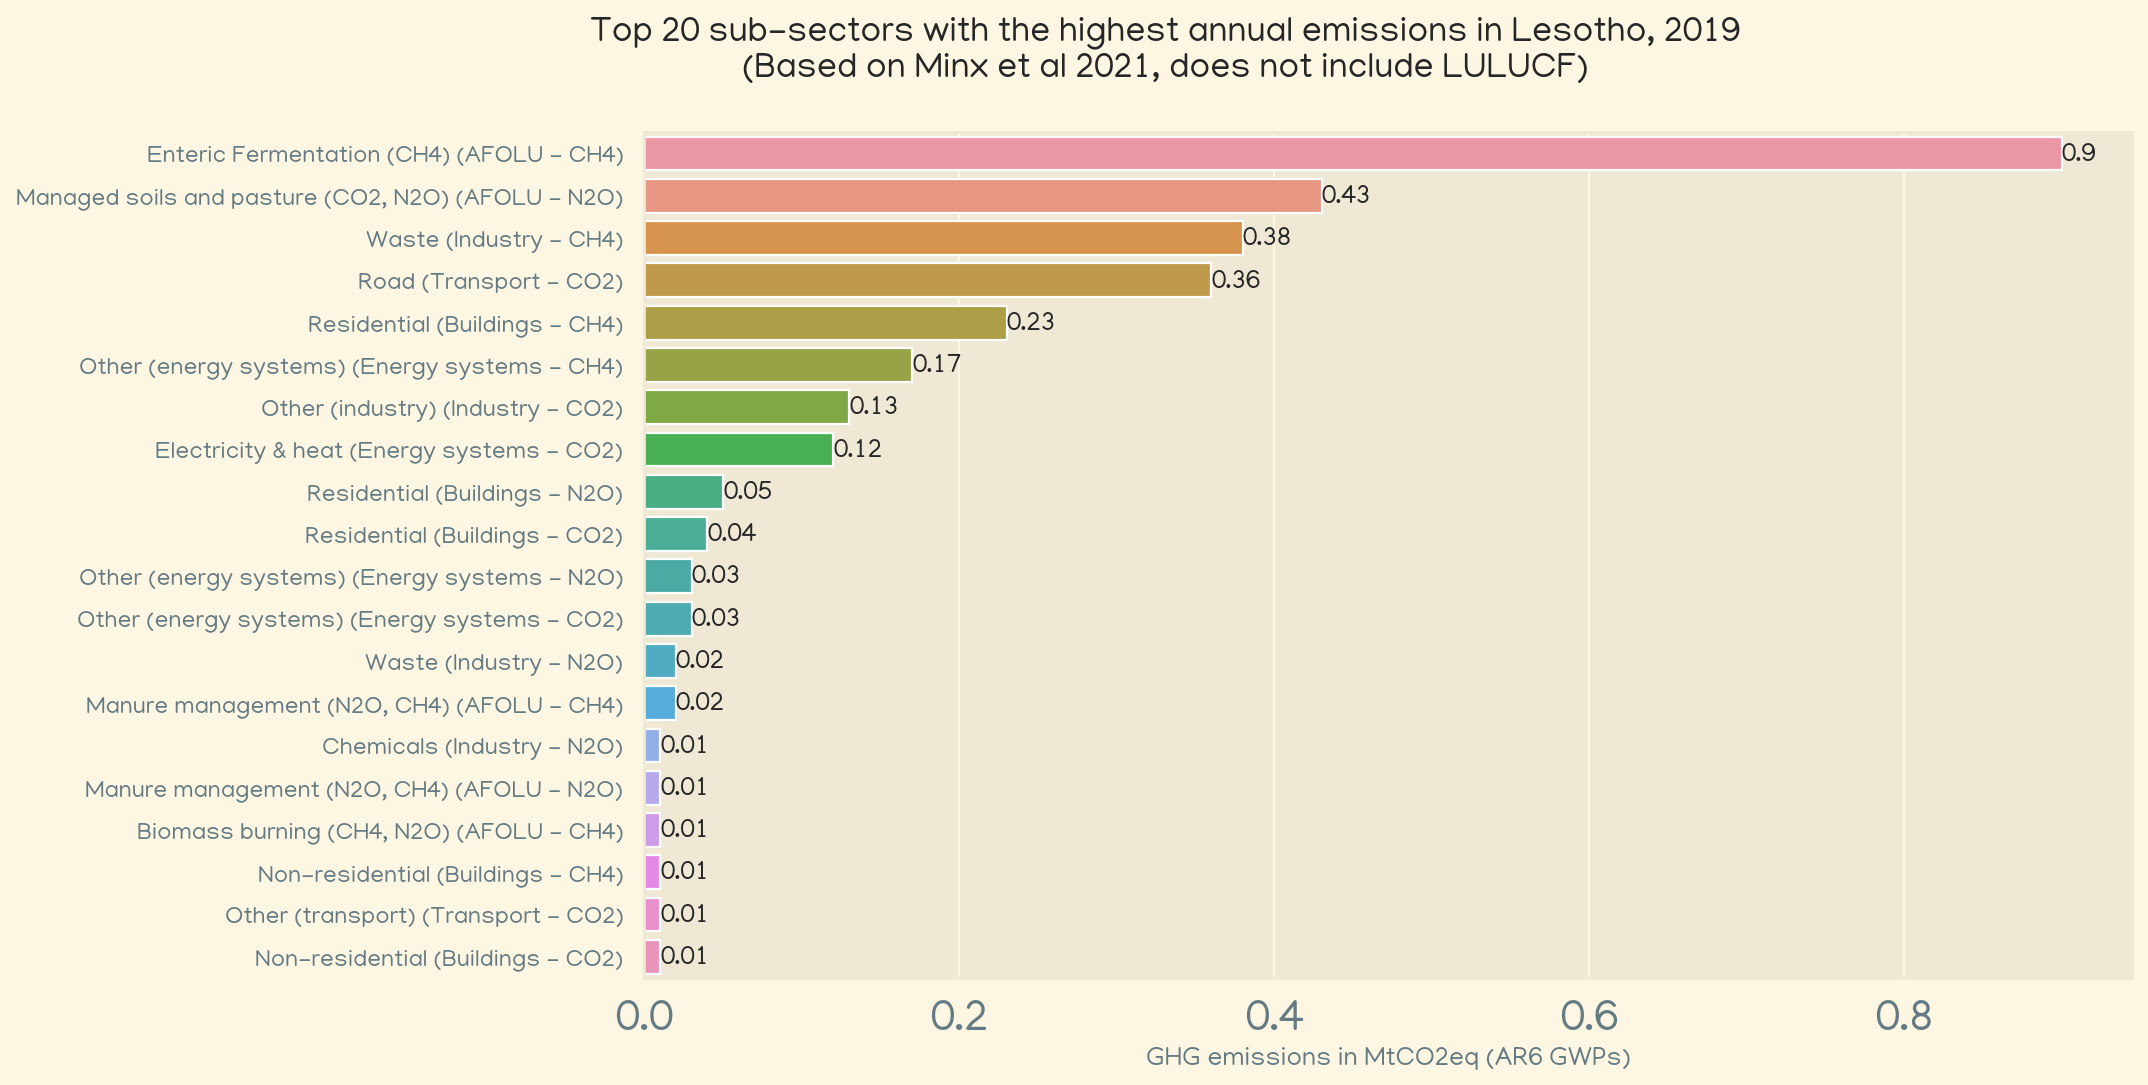 Top 20 sub-sectors with the highest annual emissions in Lesotho, 2019
(Based on Minx et al 2021, does not include LULUCF)
Enteric Fermentation (CH4) (AFOLU - CH4) 0.9
Managed soils and pasture (CO2, N2O) (AFOLU - N2O) 0.43
Waste (Industry - CH4) 0.38
Road (Transport - CO2) 0.36
Residential (Buildings - CH4) 0.23
Other (energy systems) (Energy systems - CH4) 0.17
Other (industry) (Industry - CO2) 0.13
Electricity & heat (Energy systems - CO2) 0.12
Residential (Buildings - N2O) 0.05
Residential (Buildings - CO2) 0.04
Other (energy systems) (Energy systems - N2O) 0.03
Other (energy systems) (Energy systems - CO2) 0.03
Waste (Industry - N2O) 0.02
Manure management (N2O, CH4) (AFOLU - CH4) 0.02
Chemicals (Industry - N2O) 0.01
Manure management (N2O, CH4) (AFOLU - N2O) 0.01
Biomass burning (CH4, N2O) (AFOLU - CH4) 0.01
Non-residential (Buildings - CH4) 0.01
Other (transport) (Transport - CO2) 0.01
Non-residential (Buildings - CO2) 0.01
0.0 0.2 0.4 0.6 0.8
GHG emissions in MtCO2eq (AR6 GWPs)